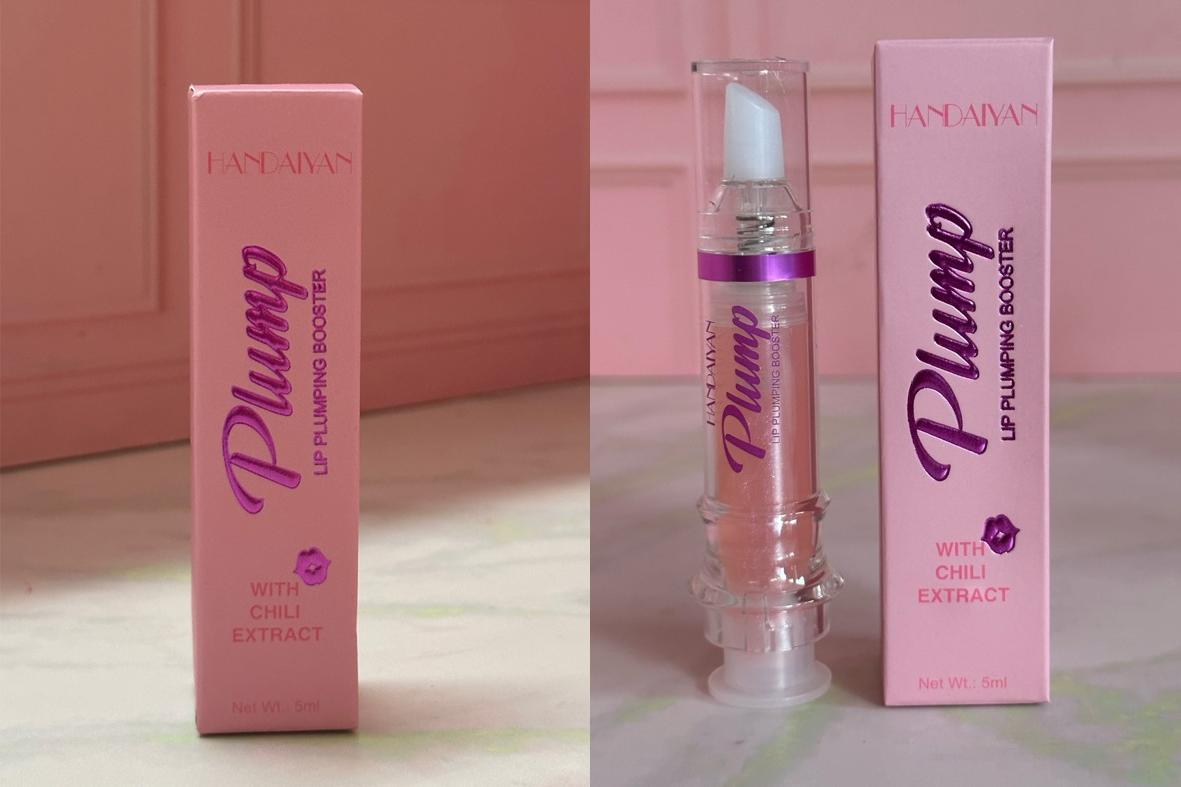 HANDAIYAN
Plump
LIP PLUMPING BOOSTER
WITH
CHILI
EXTRACT
Net Wt.: 5ml
HANDAIYAN
Plump
LIP PLUMPING BOOSTER
HANDAIYAN
Plump
LIP PLUMPING BOOSTER
WITH
CHILI
EXTRACT
Net Wt.: 5ml